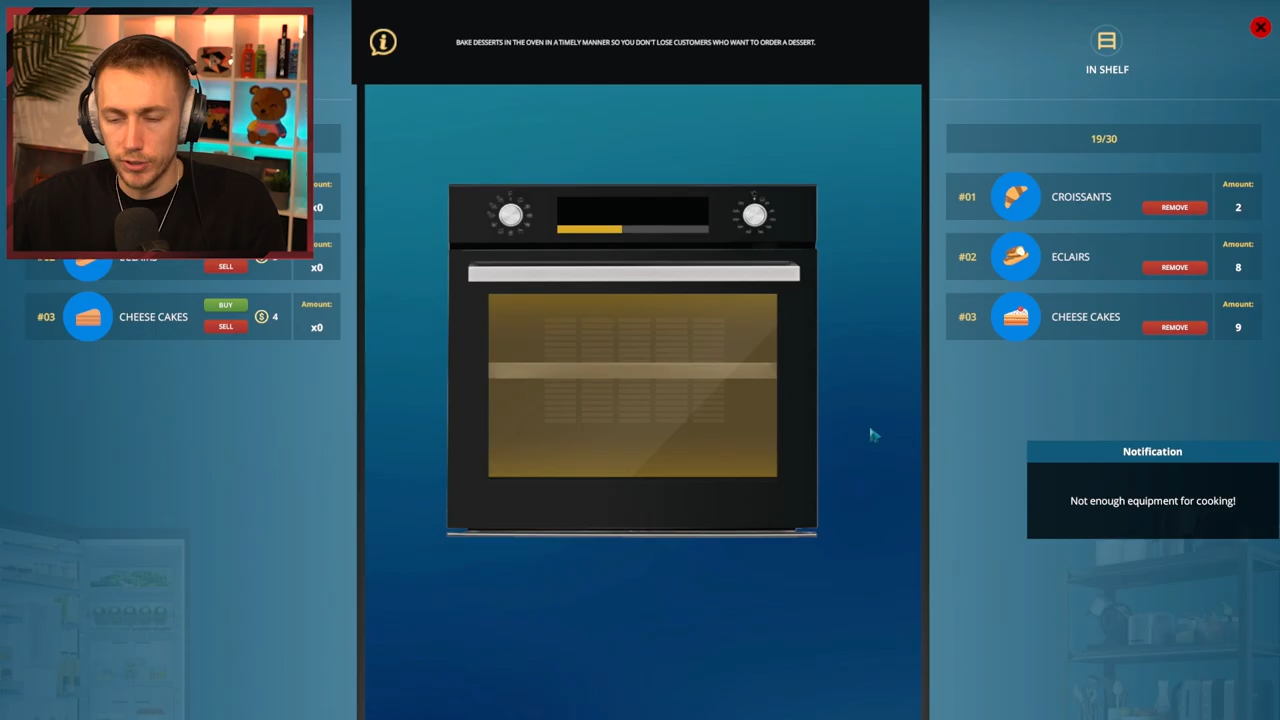 BAKE DESSERTS IN THE OVEN IN A TIMELY MANNER SO YOU DON'T LOSE CUSTOMERS WHO WANT TO ORDER A DESSERT.
IN SHELF
19/30
x0
SELL
x0
#03 CHEESE CAKES BUY SELL $ 4 Amount: x0
#01 CROISSANTS REMOVE Amount: 2
#02 ECLAIRS REMOVE Amount: 8
#03 CHEESE CAKES REMOVE Amount: 9
Notification
Not enough equipment for cooking!